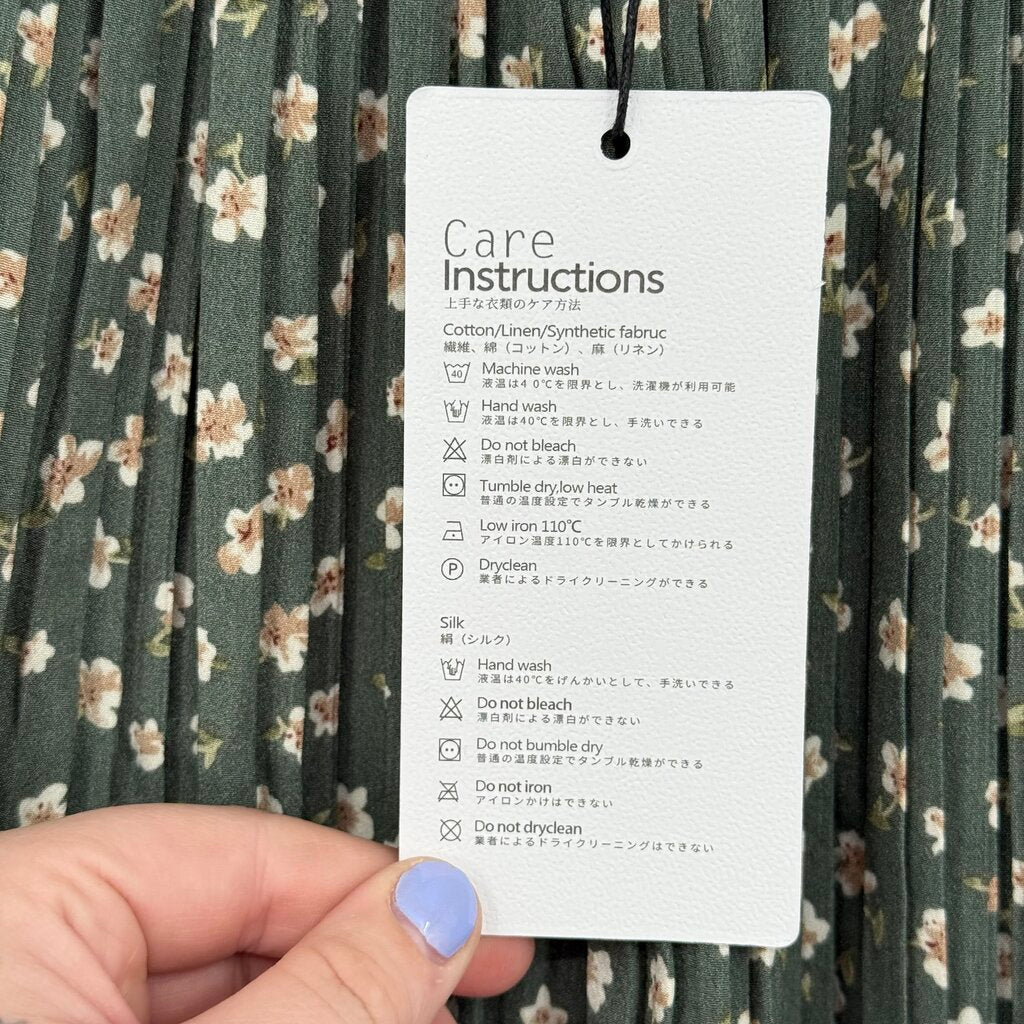 Care
Instructions
上手な衣類のケア方法
Cotton/Linen/Synthetic fabruc
繊維、綿（コットン）、麻（リネン）
40 Machine wash
液温は4 0℃を限界とし、洗濯機が利用可能
Hand wash
液温は40℃を限界とし、手洗いできる
Do not bleach
漂白剤による漂白ができない
Tumble dry,low heat
普通の温度設定でタンブル乾燥ができる
Low iron 110℃
アイロン温度110℃を限界としてかけられる
P Dryclean
業者によるドライクリーニングができる
Silk
絹（シルク）
Hand wash
液温は40℃をげんかいとして、手洗いできる
Do not bleach
漂白剤による漂白ができない
Do not bumble dry
普通の温度設定でタンブル乾燥ができる
Do not iron
アイロンかけはできない
Do not dryclean
業者によるドライクリーニングはできない